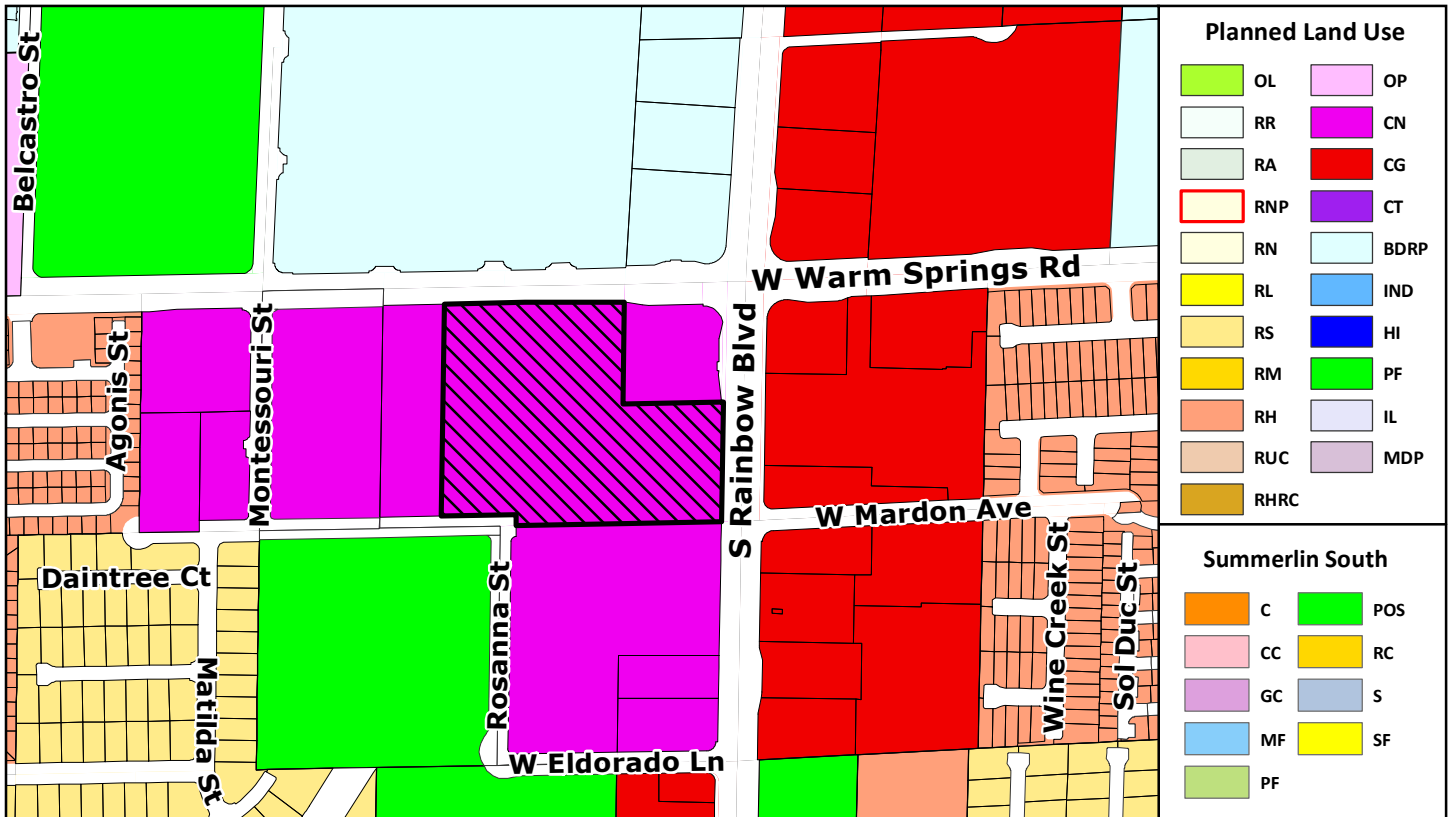 Belcastro St
W Warm Springs Rd
Montessouri St
S Rainbow Blvd
Agonis St
W Mardon Ave
Daintree Ct
Matilda St
Rosanna St
Wine Creek St
Sol Duc St
W Eldorado Ln
Planned Land Use
OL OP
RR CN
RA CG
RNP CT
RN BDRP
RL IND
RS HI
RM PF
RH IL
RUC MDP
RHRC
Summerlin South
C POS
CC RC
GC S
MF SF
PF